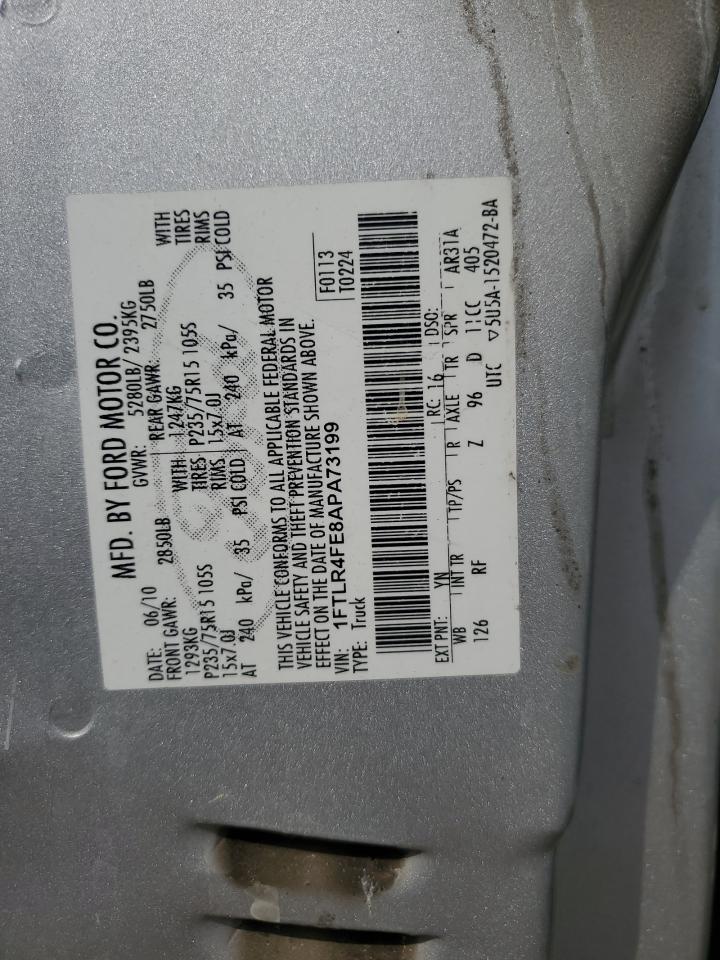 MFD. BY FORD MOTOR CO.
DATE: 06/10 GVWR: 5280LB/ 2395KG
FRONT GAWR: 2850LB REAR GAWR: 2750LB
1293KG WITH 1247KG WITH
P235/75R15 105S TIRES P235/75R15 105S TIRES
15x7.0J RIMS 15x7.0J RIMS
AT 240 kPa/ 35 PSI COLD AT 240 kPa/ 35 PSI COLD
THIS VEHICLE CONFORMS TO ALL APPLICABLE FEDERAL MOTOR
VEHICLE SAFETY AND THEFT PREVENTION STANDARDS IN
EFFECT ON THE DATE OF MANUFACTURE SHOWN ABOVE.
VIN: 1FTLR4FE8APA73199
TYPE: Truck
F0113
T0224
EXT PNT: YN RC: 16 DSO:
WB INT TR TP/PS R AXLE TR SPR AR31A
126 RF Z 96 D 11CC 405
UTC ▽5U5A-1520472-BA